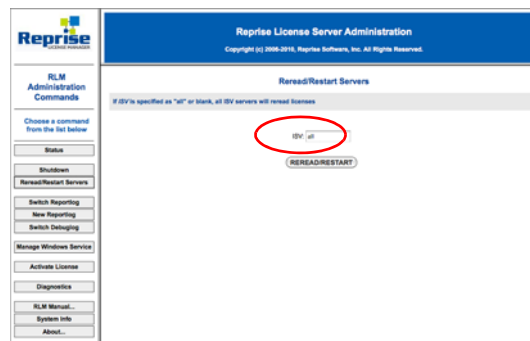 Reprise
LICENSE MANAGER
RLM
Administration
Commands
Choose a command
from the list below
Status
Shutdown
Reread/Restart Servers
Switch Reportlog
New Reportlog
Switch Debuglog
Manage Windows Service
Activate License
Diagnostics
RLM Manual...
System Info
About...
Reprise License Server Administration
Copyright (c) 2006-2010, Reprise Software, Inc. All Rights Reserved.
Reread/Restart Servers
If ISV is specified as "all" or blank, all ISV servers will reread licenses
ISV: all
REREAD/RESTART